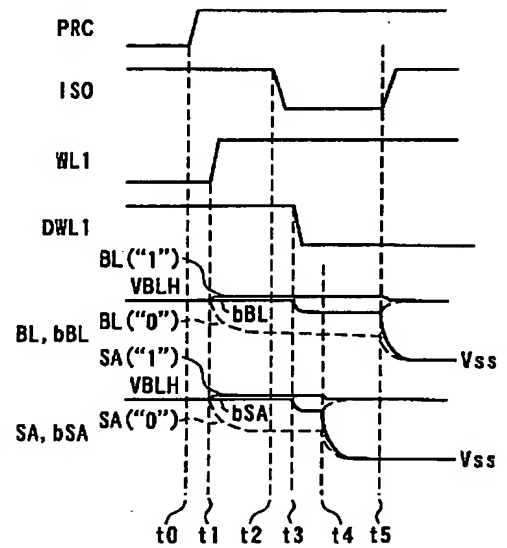 PRC
ISO
WL1
DWL1
BL("1")
VBLH
BL, bBL BL("0") bBL Vss
SA("1")
VBLH
SA, bSA SA("0") bSA Vss
t0 t1 t2 t3 t4 t5